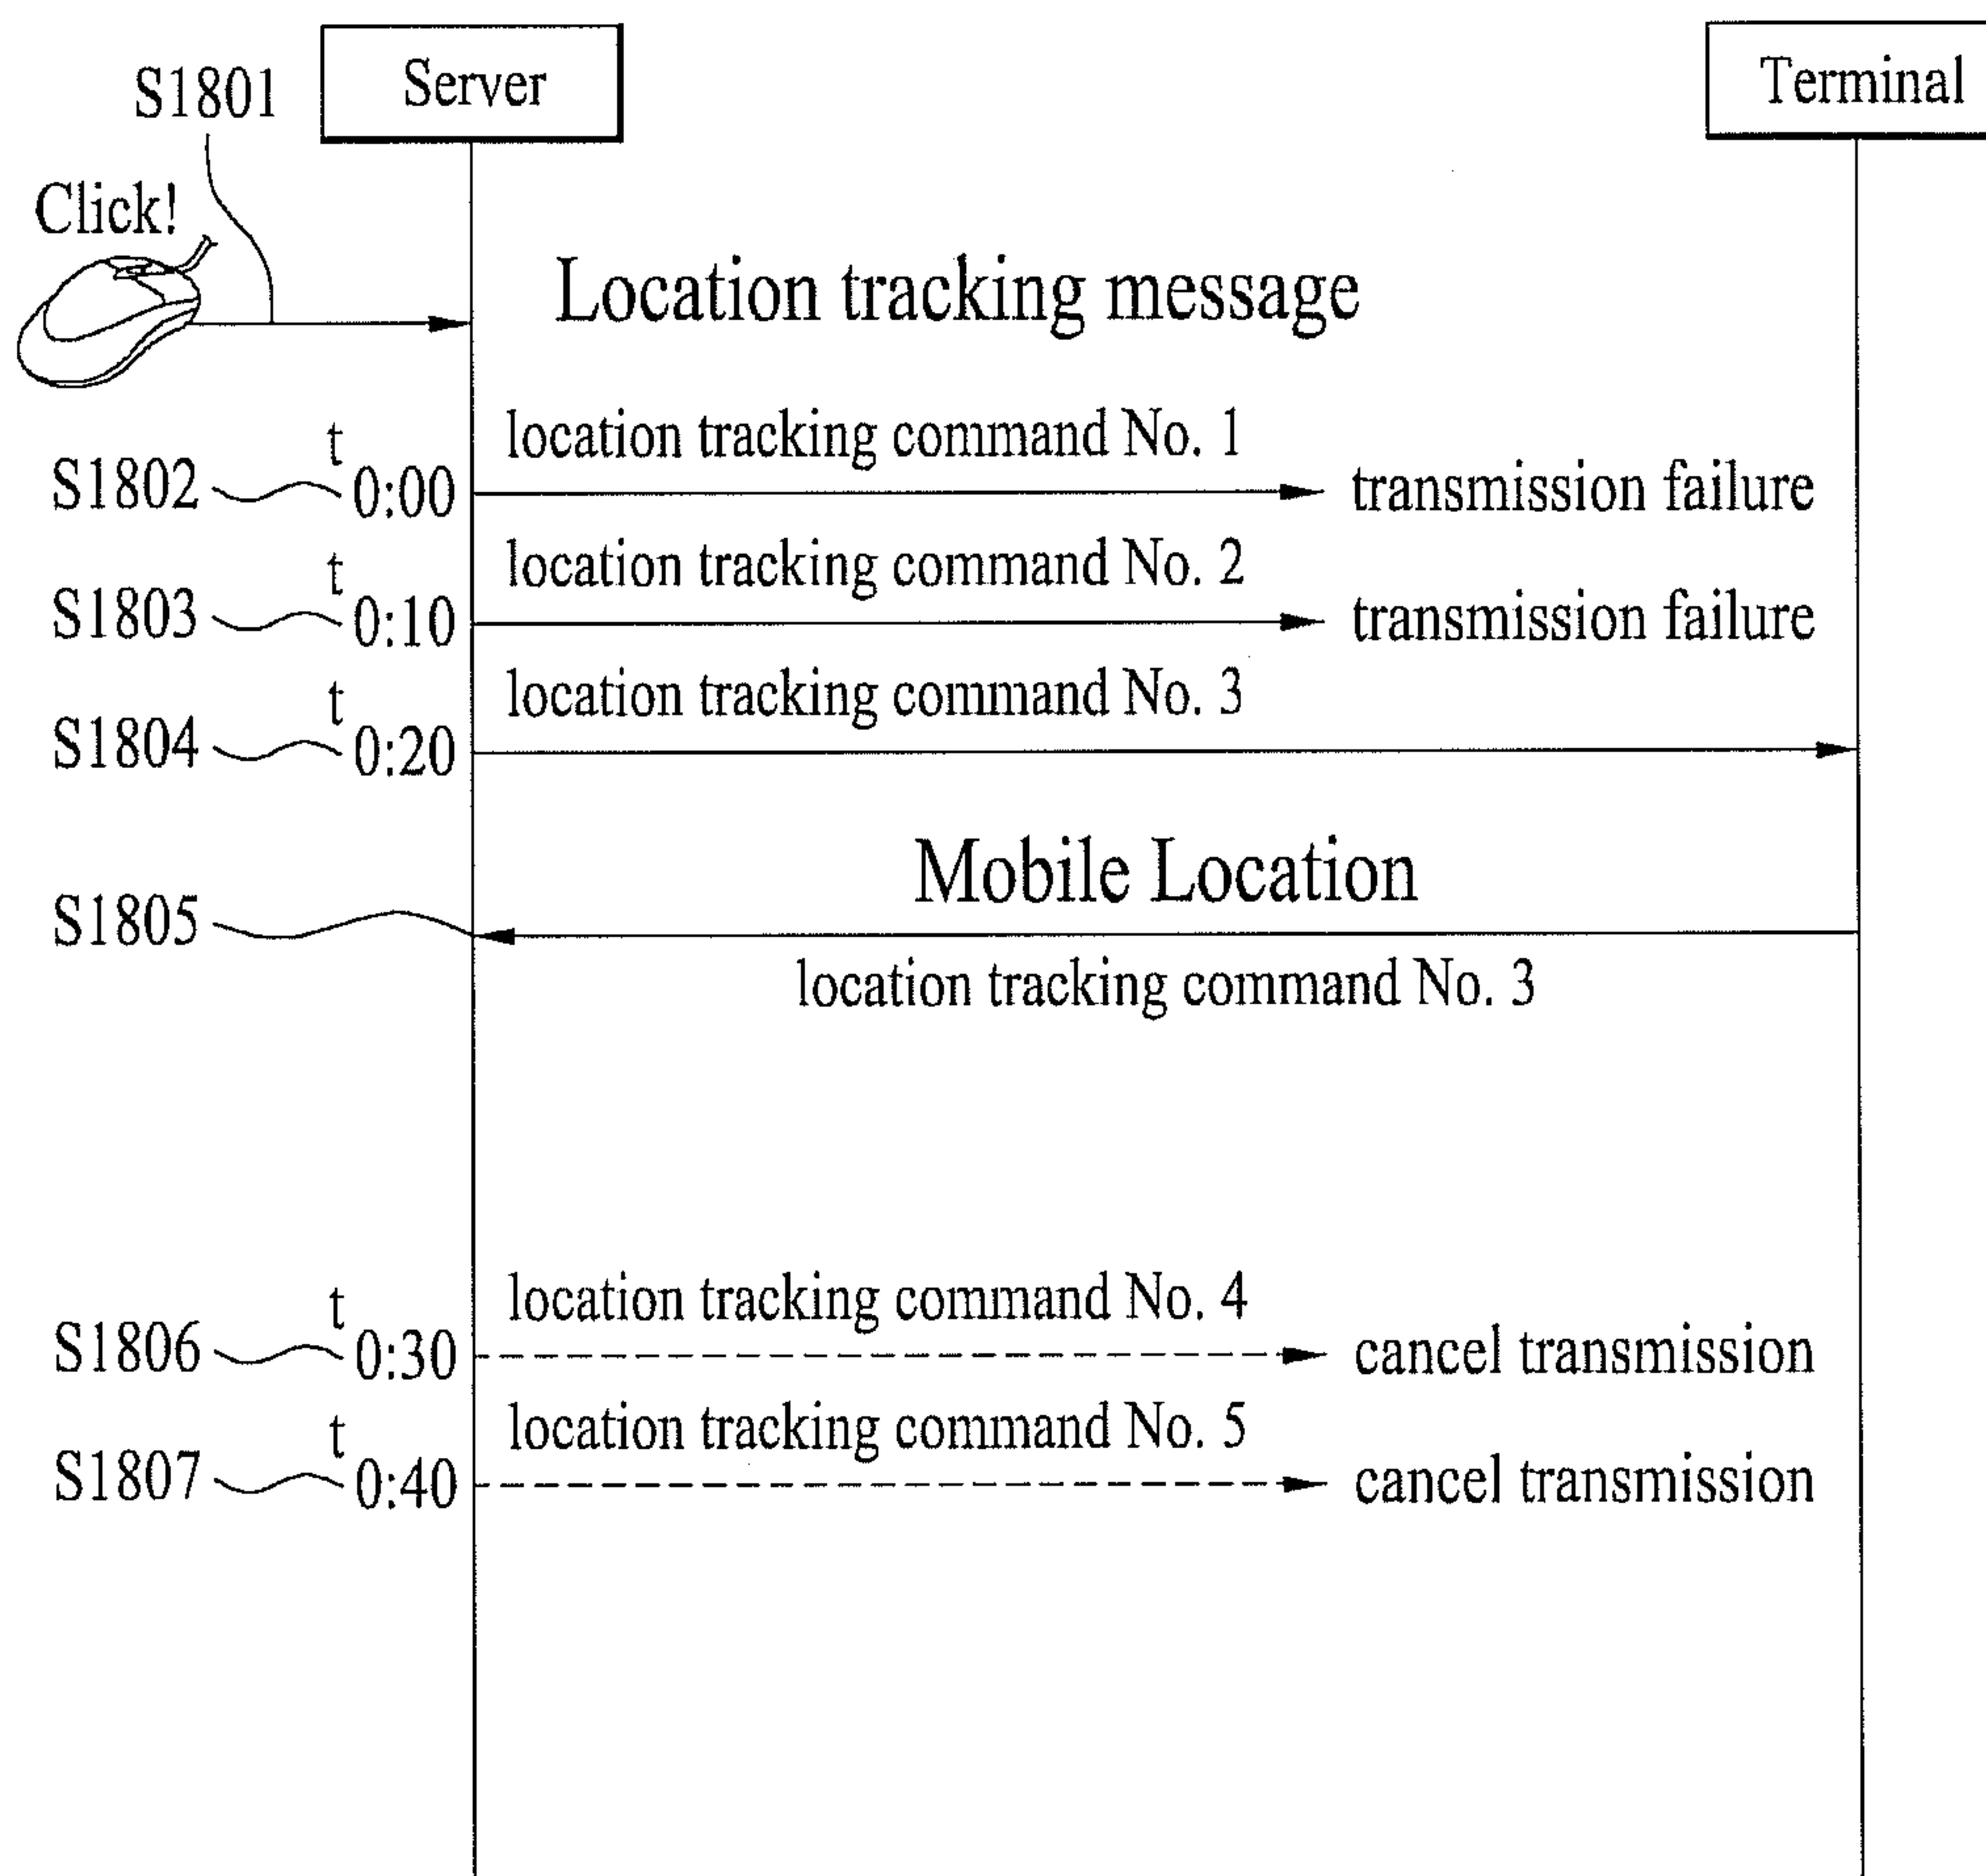 Server
Terminal
S1801
Click!
Location tracking message
location tracking command No. 1
S1802
t
0:00
transmission failure
location tracking command No. 2
S1803
t
0:10
transmission failure
location tracking command No. 3
S1804
t
0:20
Mobile Location
S1805
location tracking command No. 3
location tracking command No. 4
S1806
t
0:30
cancel transmission
location tracking command No. 5
S1807
t
0:40
cancel transmission